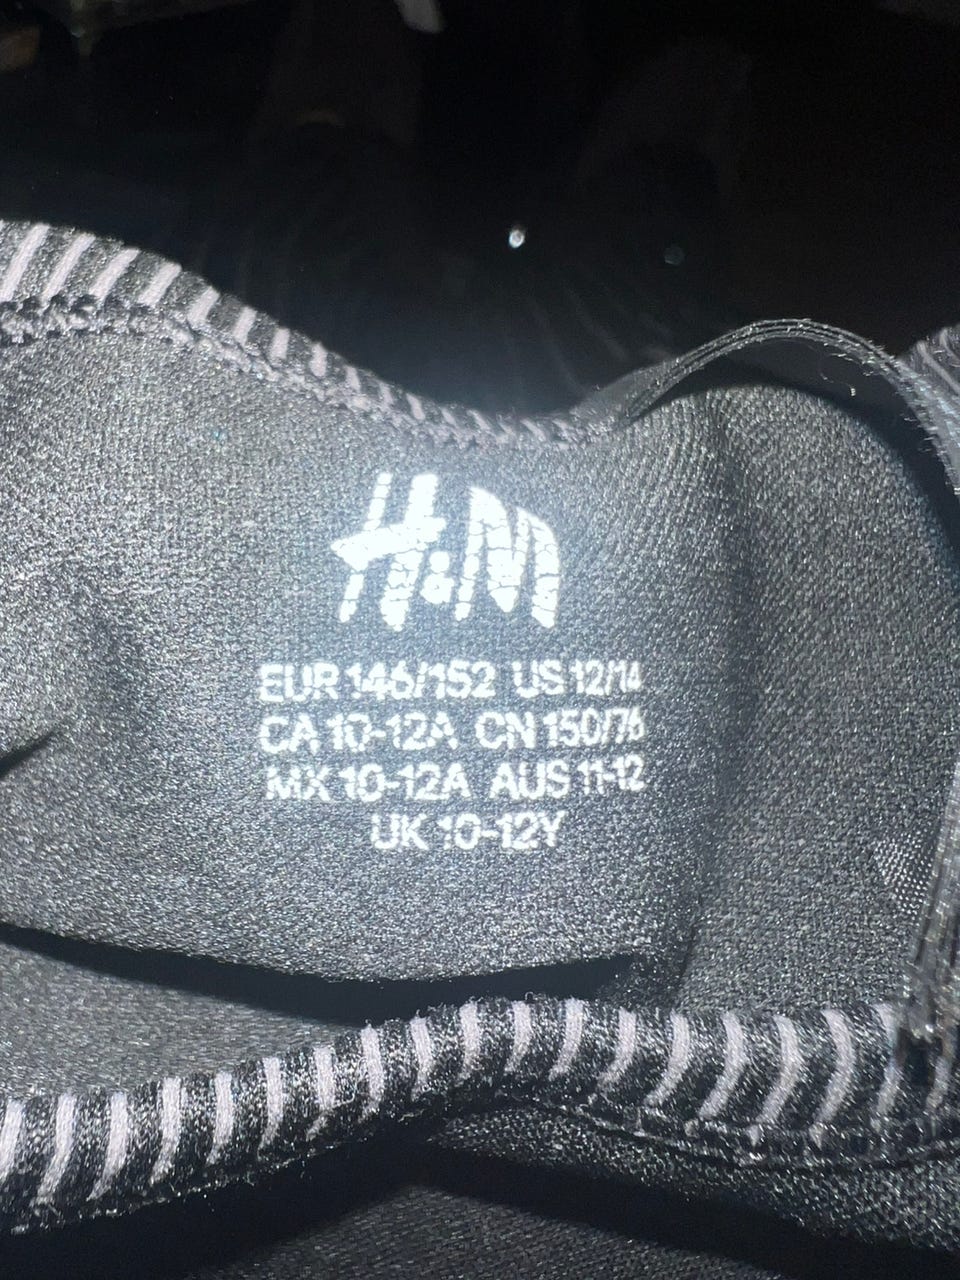 H&M
EUR 146/152 US 12/14
CA 10-12A CN 150/76
MX 10-12A AUS 11-12
UK 10-12Y